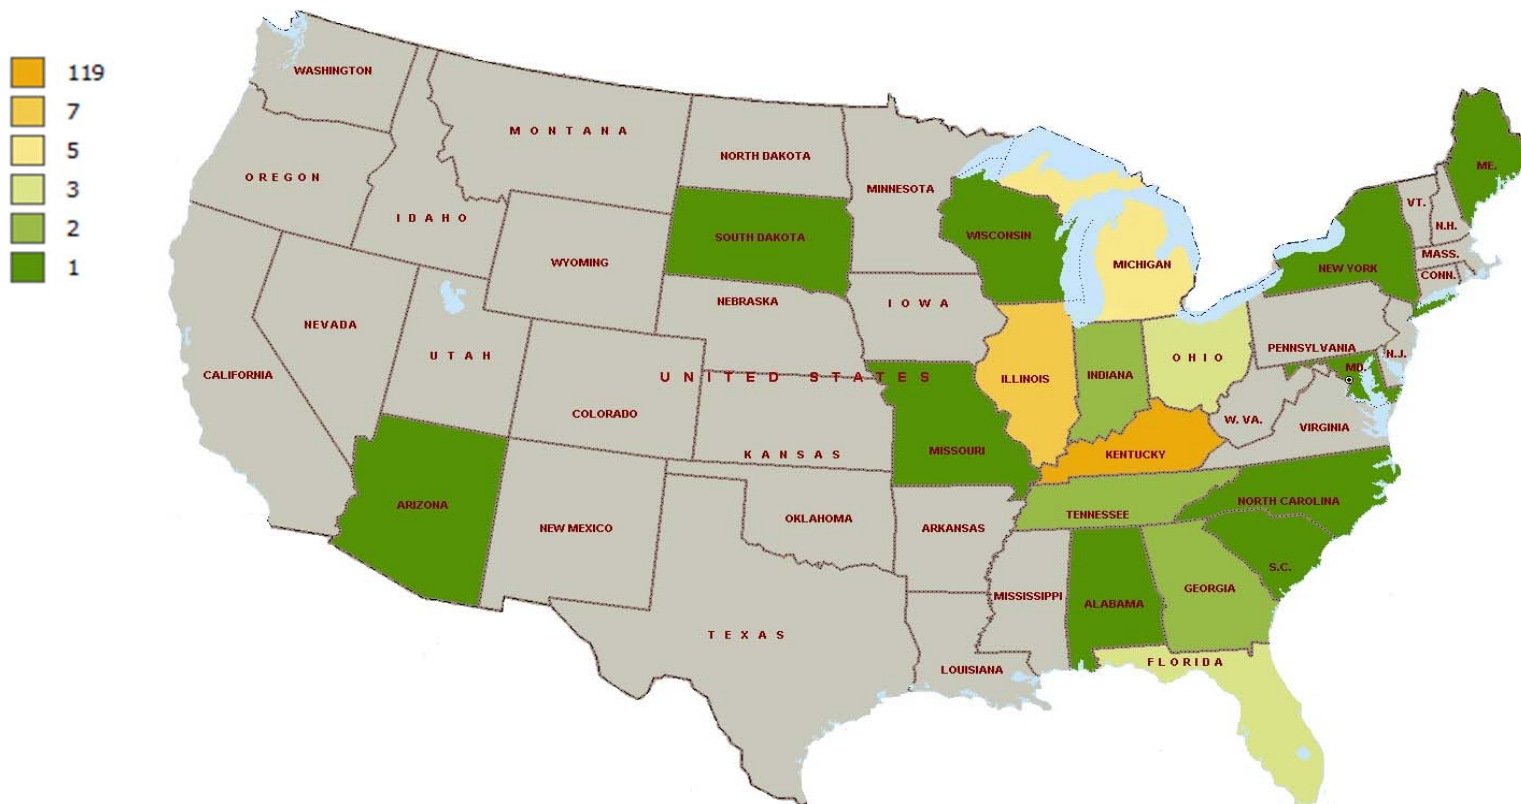 119
7
5
3
2
1
WASHINGTON
MONTANA
NORTH DAKOTA
MINNESOTA
OREGON
IDAHO
SOUTH DAKOTA
WISCONSIN
WYOMING
MICHIGAN
ME.
VT.
N.H.
MASS.
CONN.
NEW YORK
NEBRASKA
IOWA
NEVADA
UTAH
CALIFORNIA
UNITED STATES
COLORADO
KANSAS
MISSOURI
ILLINOIS
INDIANA
OHIO
PENNSYLVANIA
N.J.
MD.
W. VA.
VIRGINIA
KENTUCKY
ARIZONA
NEW MEXICO
OKLAHOMA
ARKANSAS
TENNESSEE
NORTH CAROLINA
S.C.
MISSISSIPPI
ALABAMA
GEORGIA
TEXAS
LOUISIANA
FLORIDA